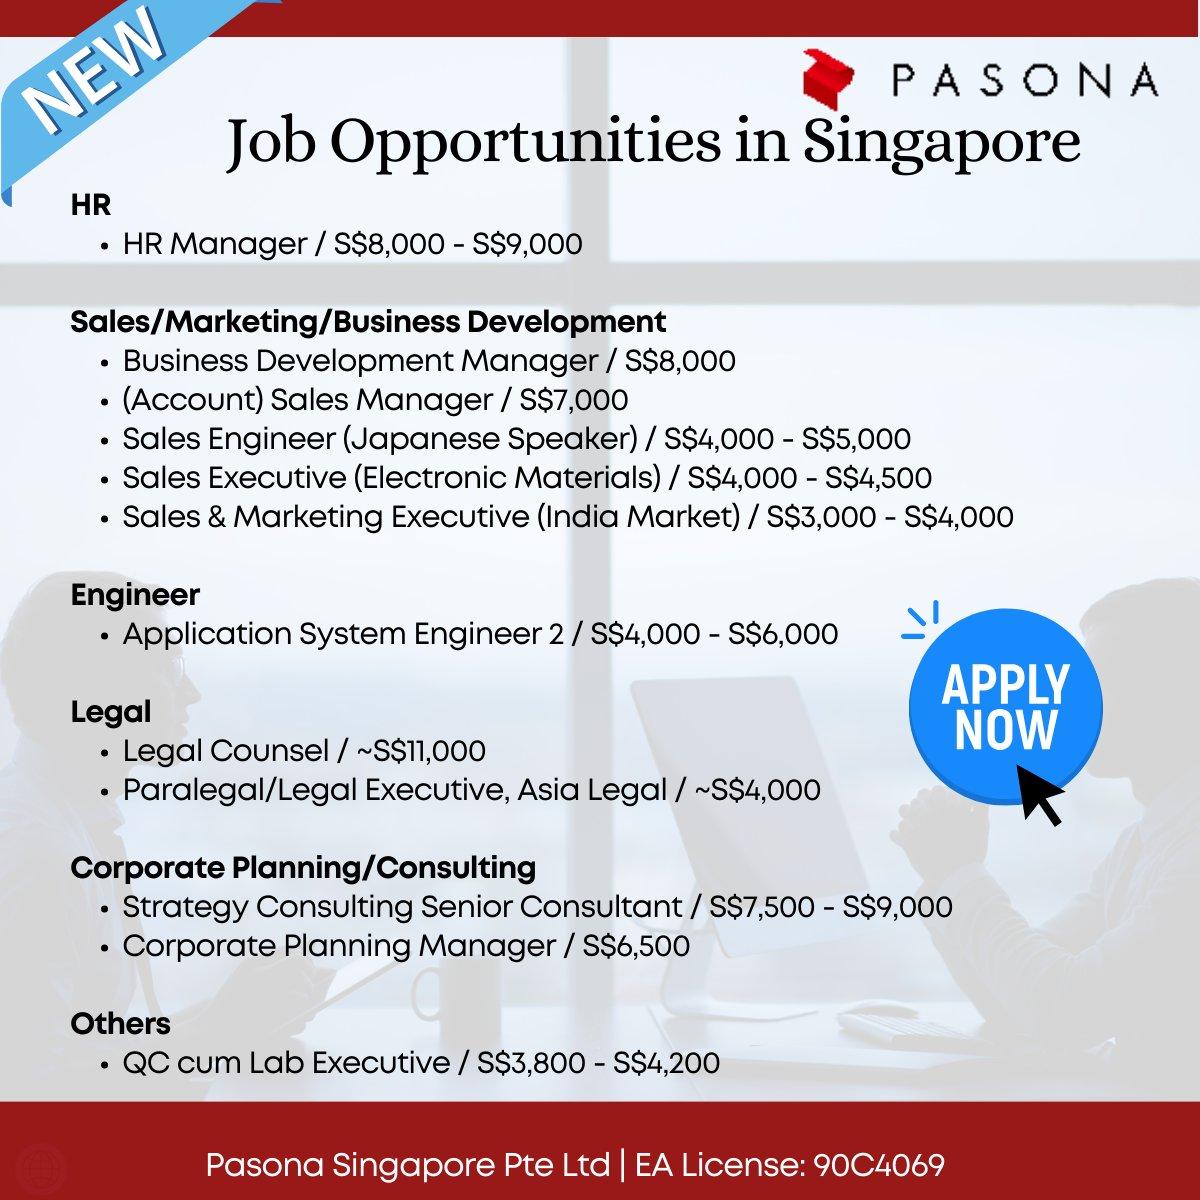 NEW
PASONA
Job Opportunities in Singapore
HR
• HR Manager / S$8,000 - S$9,000
Sales/Marketing/Business Development
• Business Development Manager / S$8,000
• (Account) Sales Manager / S$7,000
• Sales Engineer (Japanese Speaker) / S$4,000 - S$5,000
• Sales Executive (Electronic Materials) / S$4,000 - S$4,500
• Sales & Marketing Executive (India Market) / S$3,000 - S$4,000
Engineer
• Application System Engineer 2 / S$4,000 - S$6,000
APPLY
NOW
Legal
• Legal Counsel / ~S$11,000
• Paralegal/Legal Executive, Asia Legal / ~S$4,000
Corporate Planning/Consulting
• Strategy Consulting Senior Consultant / S$7,500 - S$9,000
• Corporate Planning Manager / S$6,500
Others
• QC cum Lab Executive / S$3,800 - S$4,200
Pasona Singapore Pte Ltd | EA License: 90C4069